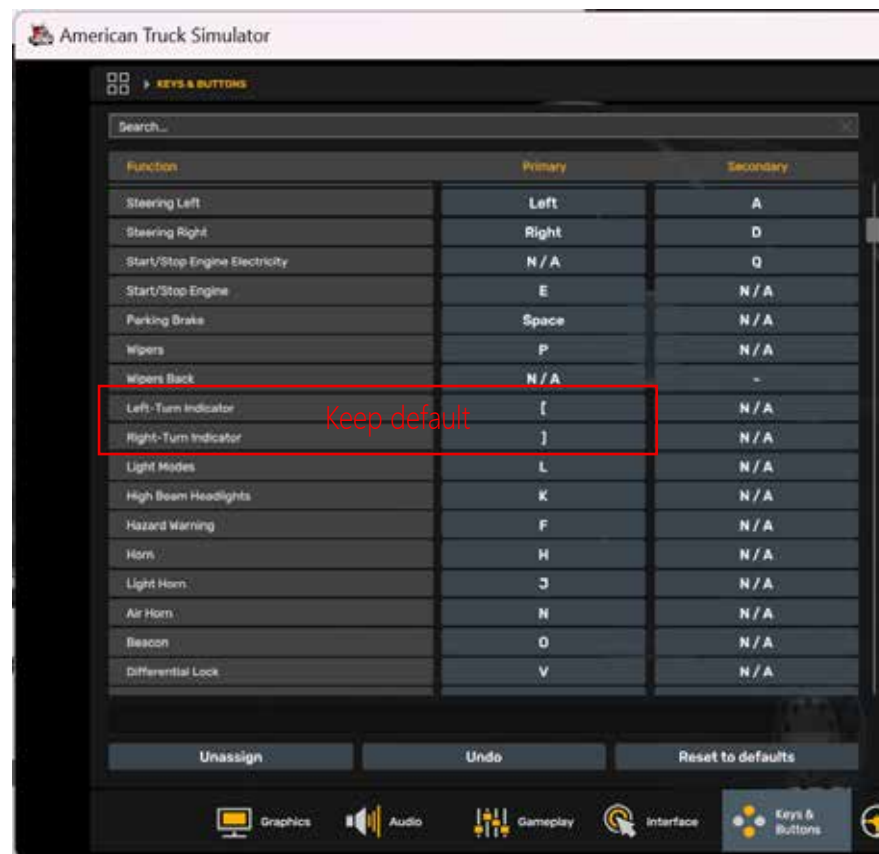 American Truck Simulator
KEYS & BUTTONS
Search...
Function Primary Secondary
Steering Left Left A
Steering Right Right D
Start/Stop Engine Electricity N/A Q
Start/Stop Engine E N/A
Parking Brake Space N/A
Wipers P N/A
Wipers Back N/A -
Left-Turn Indicator [ N/A
Keep default
Right-Turn Indicator ] N/A
Light Modes L N/A
High Beam Headlights K N/A
Hazard Warning F N/A
Horn H N/A
Light Horn J N/A
Air Horn N N/A
Beacon O N/A
Differential Lock V N/A
Unassign Undo Reset to defaults
Graphics Audio Gameplay Interface Keys &
Buttons